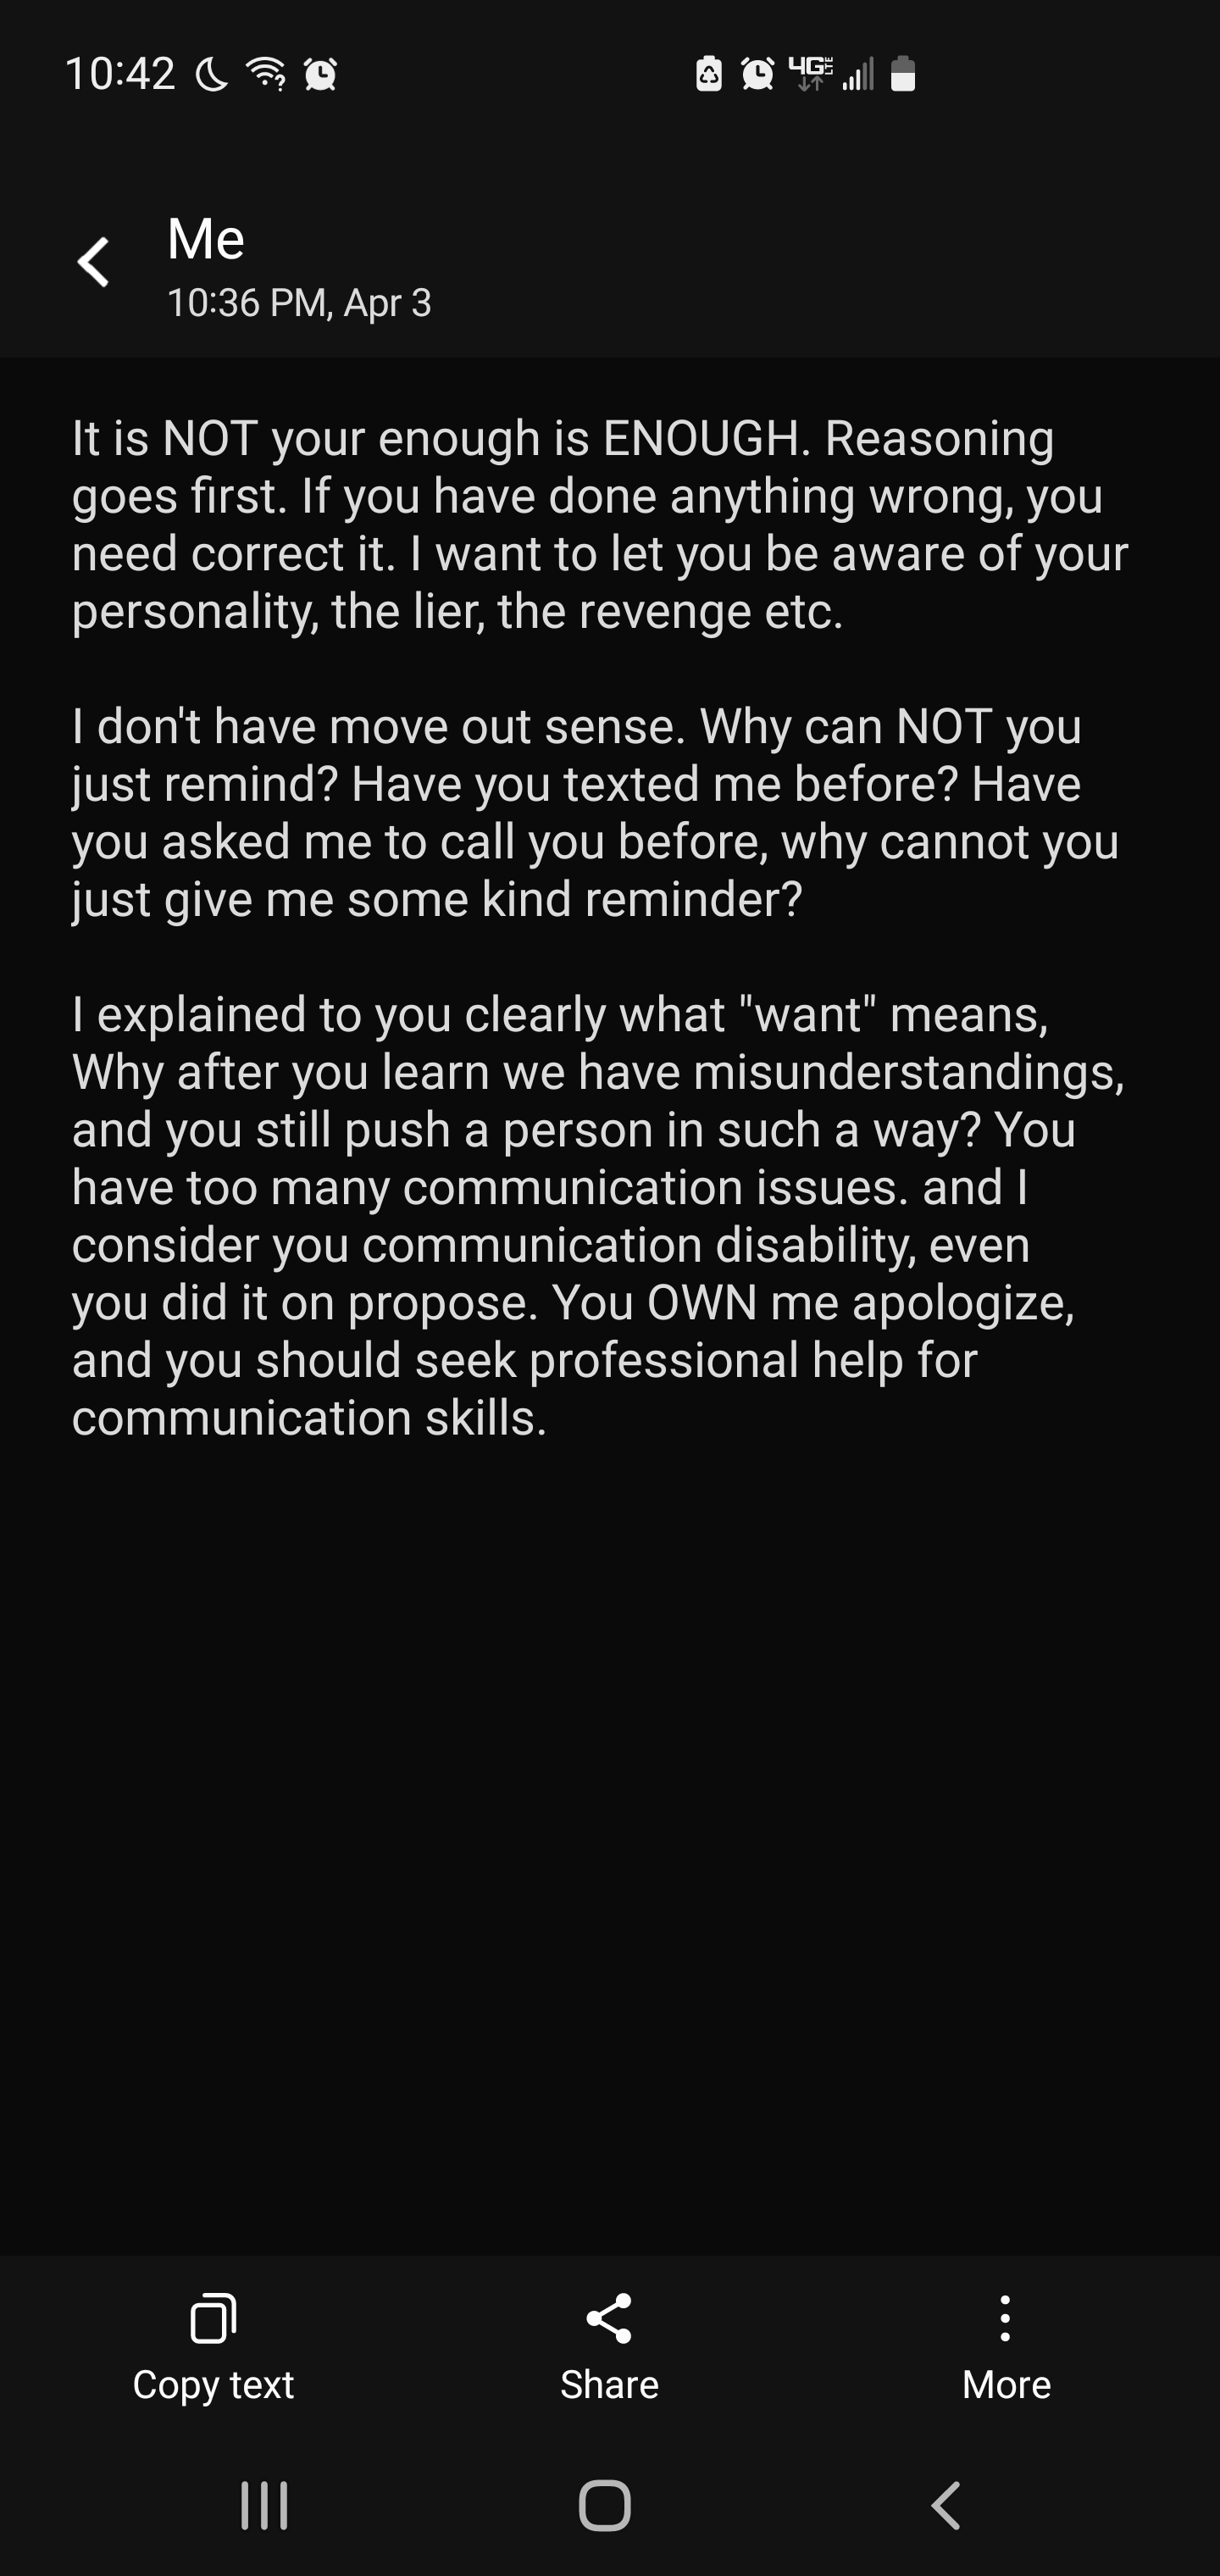 10:42
4G LTE
Me
10:36 PM, Apr 3
It is NOT your enough is ENOUGH. Reasoning
goes first. If you have done anything wrong, you
need correct it. I want to let you be aware of your
personality, the lier, the revenge etc.
I don't have move out sense. Why can NOT you
just remind? Have you texted me before? Have
you asked me to call you before, why cannot you
just give me some kind reminder?
I explained to you clearly what "want" means,
Why after you learn we have misunderstandings,
and you still push a person in such a way? You
have too many communication issues. and I
consider you communication disability, even
you did it on propose. You OWN me apologize,
and you should seek professional help for
communication skills.
Copy text
Share
More